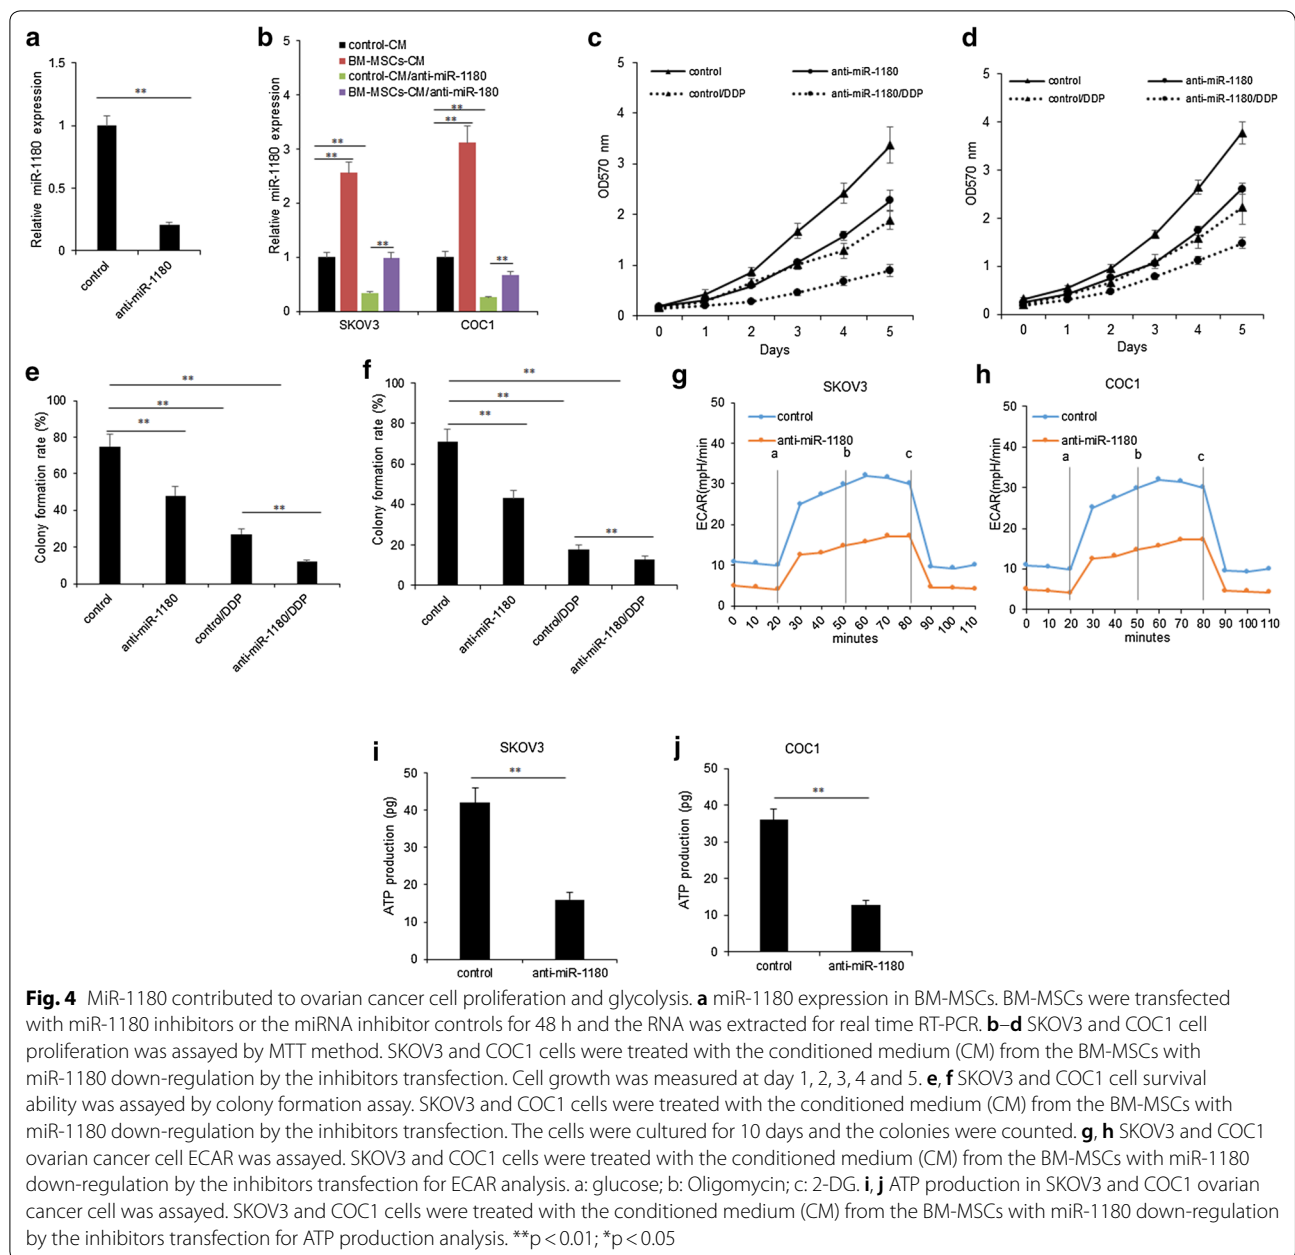 a
Relative miR-1180 expression
1.5
1
0.5
0
**
control
anti-miR-1180
b
Relative miR-1180 expression
5
4
3
2
1
0
control-CM
BM-MSCs-CM
control-CM/anti-miR-1180
BM-MSCs-CM/anti-miR-180
**
**
**
**
**
**
SKOV3
COC1
c
OD570 nm
5
4
3
2
1
0
control
anti-miR-1180
control/DDP
anti-miR-1180/DDP
0 1 2 3 4 5
Days
d
OD570 nm
5
4
3
2
1
0
control
anti-miR-1180
control/DDP
anti-miR-1180/DDP
0 1 2 3 4 5
Days
e
Colony formation rate (%)
100
80
60
40
20
0
**
**
**
**
control
anti-miR-1180
control/DDP
anti-miR-1180/DDP
f
Colony formation rate (%)
100
80
60
40
20
0
**
**
**
**
control
anti-miR-1180
control/DDP
anti-miR-1180/DDP
g
SKOV3
ECAR(mpH/min
50
40
30
20
10
0
control
anti-miR-1180
a b c
0 10 20 30 40 50 60 70 80 90 100 110
minutes
h
COC1
ECAR(mpH/min
50
40
30
20
10
0
control
anti-miR-1180
a b c
0 10 20 30 40 50 60 70 80 90 100 110
minutes
i
SKOV3
ATP production (pg)
50
40
30
20
10
0
**
control anti-miR-1180
j
COC1
ATP production (pg)
50
40
30
20
10
0
**
control anti-miR-1180
Fig. 4 MiR-1180 contributed to ovarian cancer cell proliferation and glycolysis. a miR-1180 expression in BM-MSCs. BM-MSCs were transfected
with miR-1180 inhibitors or the miRNA inhibitor controls for 48 h and the RNA was extracted for real time RT-PCR. b–d SKOV3 and COC1 cell
proliferation was assayed by MTT method. SKOV3 and COC1 cells were treated with the conditioned medium (CM) from the BM-MSCs with
miR-1180 down-regulation by the inhibitors transfection. Cell growth was measured at day 1, 2, 3, 4 and 5. e, f SKOV3 and COC1 cell survival
ability was assayed by colony formation assay. SKOV3 and COC1 cells were treated with the conditioned medium (CM) from the BM-MSCs with
miR-1180 down-regulation by the inhibitors transfection. The cells were cultured for 10 days and the colonies were counted. g, h SKOV3 and COC1
ovarian cancer cell ECAR was assayed. SKOV3 and COC1 cells were treated with the conditioned medium (CM) from the BM-MSCs with miR-1180
down-regulation by the inhibitors transfection for ECAR analysis. a: glucose; b: Oligomycin; c: 2-DG. i, j ATP production in SKOV3 and COC1 ovarian
cancer cell was assayed. SKOV3 and COC1 cells were treated with the conditioned medium (CM) from the BM-MSCs with miR-1180 down-regulation
by the inhibitors transfection for ATP production analysis. **p < 0.01; *p < 0.05